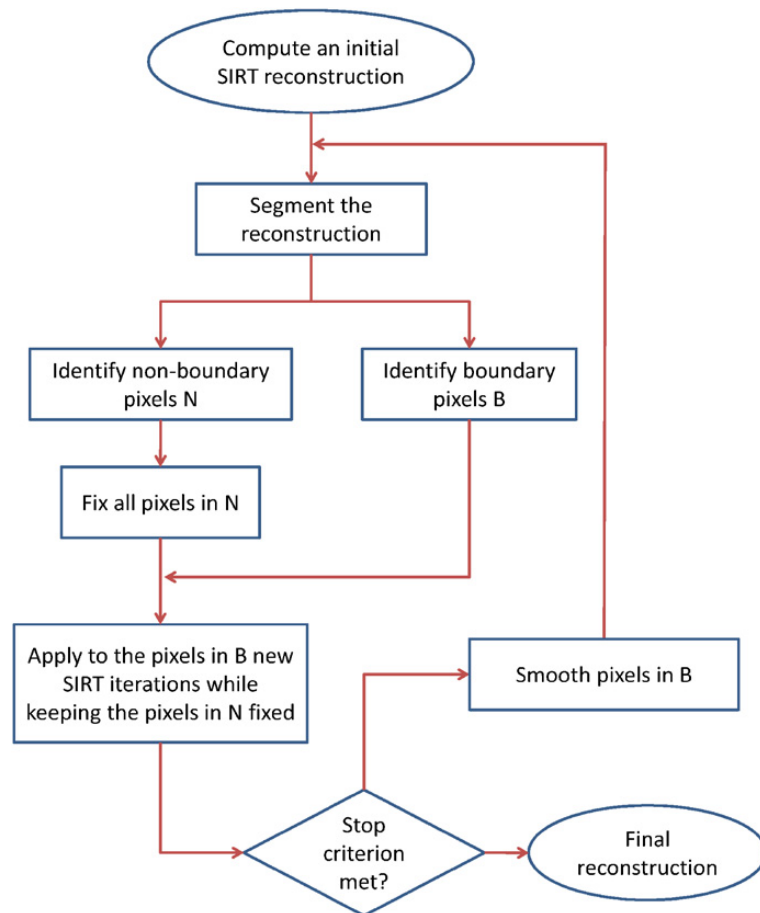 Compute an initial
SIRT reconstruction
Segment the
reconstruction
Identify non-boundary
pixels N
Identify boundary
pixels B
Fix all pixels in N
Apply to the pixels in B new
SIRT iterations while
keeping the pixels in N fixed
Smooth pixels in B
Stop
criterion
met?
Final
reconstruction